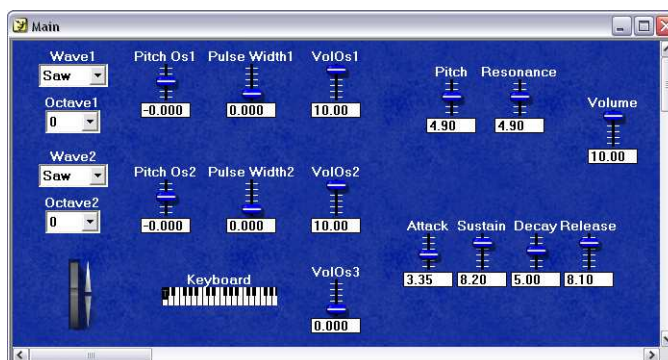 Main
Wave1 Pitch Os1 Pulse Width1 VolOs1
Saw
Pitch Resonance
Octave1
Volume
-0.000 0.000 10.00
0
4.90 4.90
Wave2
10.00
Saw Pitch Os2 Pulse Width2 VolOs2
Octave2
0
-0.000 0.000 10.00
Attack Sustain Decay Release
Keyboard VolOs3
3.35 8.20 5.00 8.10
0.000